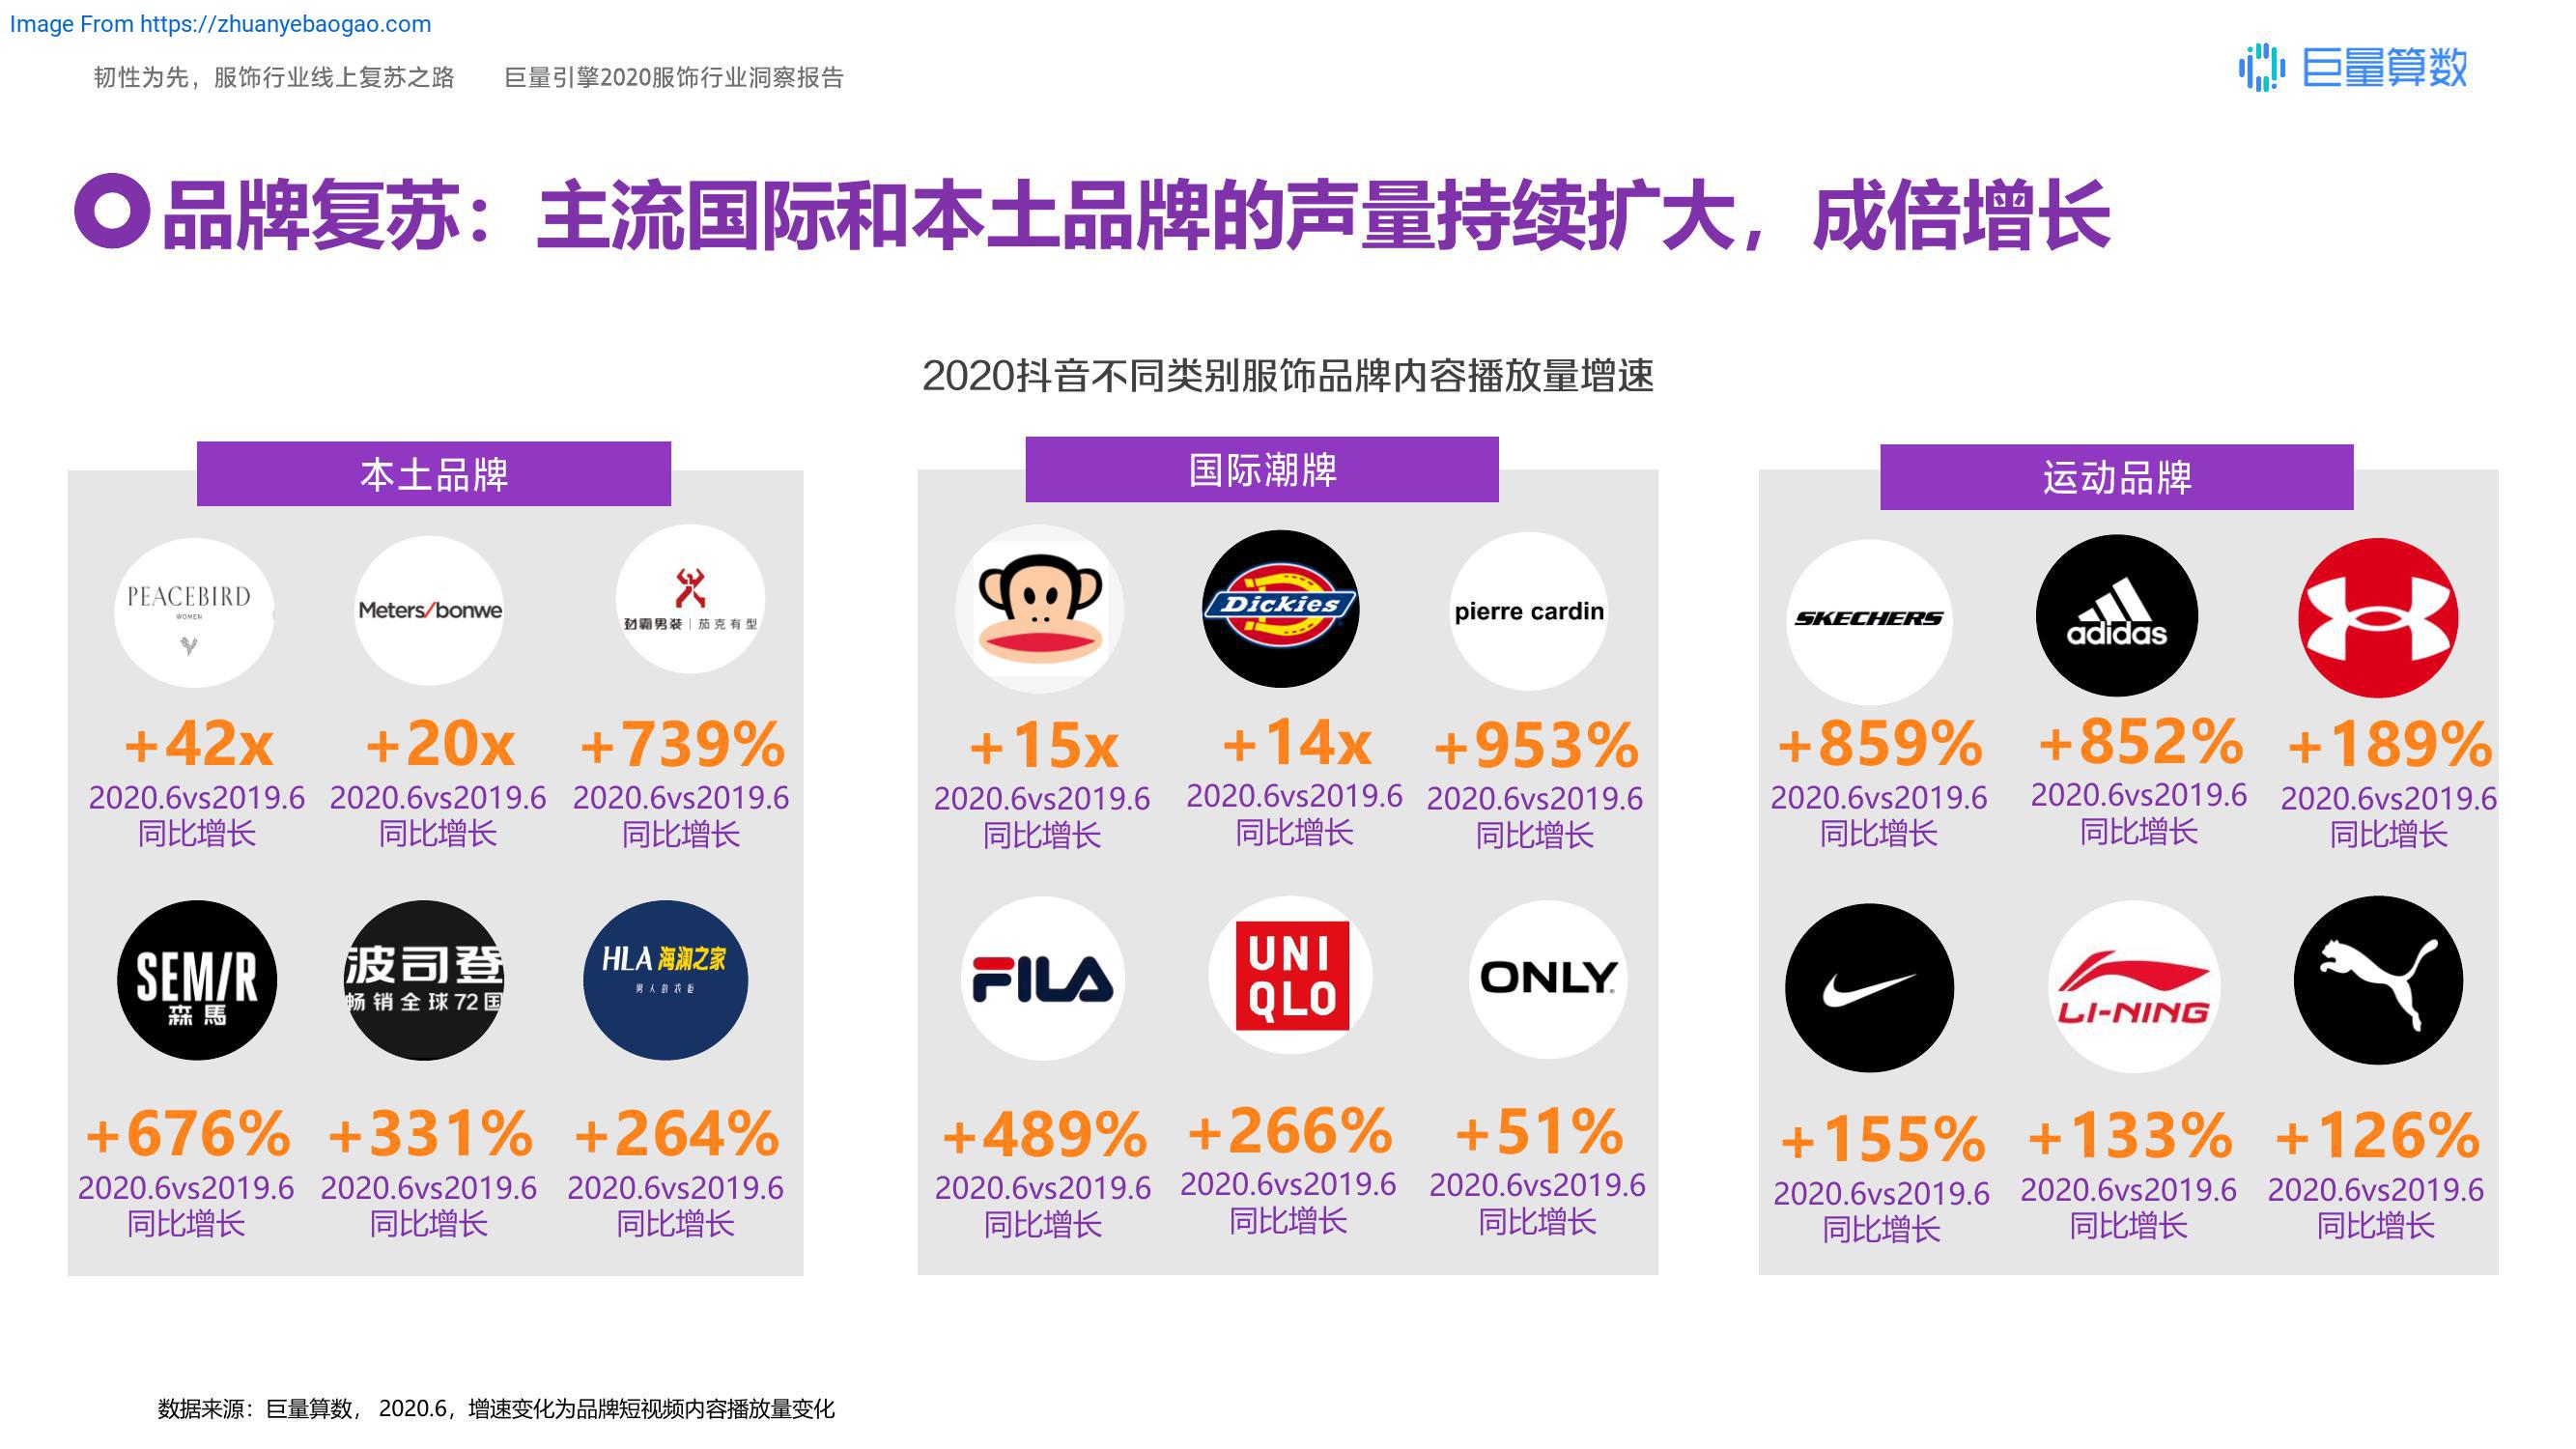 Image From https://zhuanyebaogao.com
韧性为先，服饰行业线上复苏之路 巨量引擎2020服饰行业洞察报告
巨量算数
品牌复苏：主流国际和本土品牌的声量持续扩大，成倍增长
2020抖音不同类别服饰品牌内容播放量增速
本土品牌
PEACEBIRD
WOMEN
Meters/bonwe
劲霸男装｜茄克有型
+42x
+20x
+739%
2020.6vs2019.6
同比增长
2020.6vs2019.6
同比增长
2020.6vs2019.6
同比增长
SEM/R
森馬
波司登
畅销全球72国
HLA 海澜之家
男人的衣柜
+676%
+331%
+264%
2020.6vs2019.6
同比增长
2020.6vs2019.6
同比增长
2020.6vs2019.6
同比增长
国际潮牌
Dickies
pierre cardin
+15x
+14x
+953%
2020.6vs2019.6
同比增长
2020.6vs2019.6
同比增长
2020.6vs2019.6
同比增长
FILA
UNI
QLO
ONLY
+489%
+266%
+51%
2020.6vs2019.6
同比增长
2020.6vs2019.6
同比增长
2020.6vs2019.6
同比增长
运动品牌
SKECHERS
adidas
+859%
+852%
+189%
2020.6vs2019.6
同比增长
2020.6vs2019.6
同比增长
2020.6vs2019.6
同比增长
LI-NING
+155%
+133%
+126%
2020.6vs2019.6
同比增长
2020.6vs2019.6
同比增长
2020.6vs2019.6
同比增长
数据来源：巨量算数， 2020.6，增速变化为品牌短视频内容播放量变化